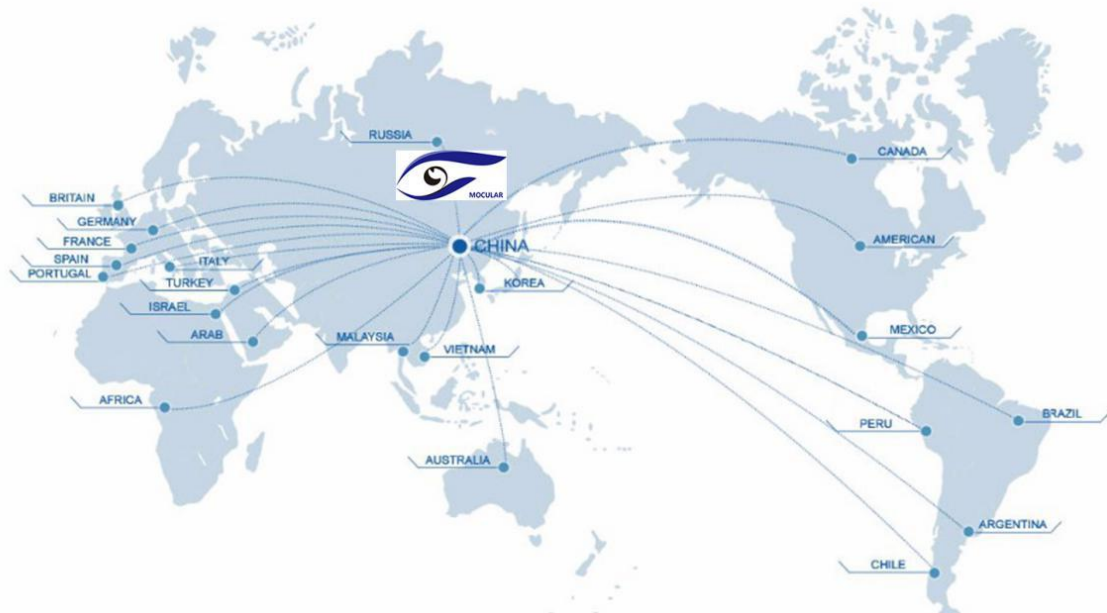 RUSSIA
CANADA
MOCULAR
BRITAIN
GERMANY
FRANCE
SPAIN
PORTUGAL
ITALY
TURKEY
ISRAEL
ARAB
AFRICA
CHINA
KOREA
MALAYSIA
VIETNAM
AUSTRALIA
AMERICAN
MEXICO
BRAZIL
PERU
ARGENTINA
CHILE